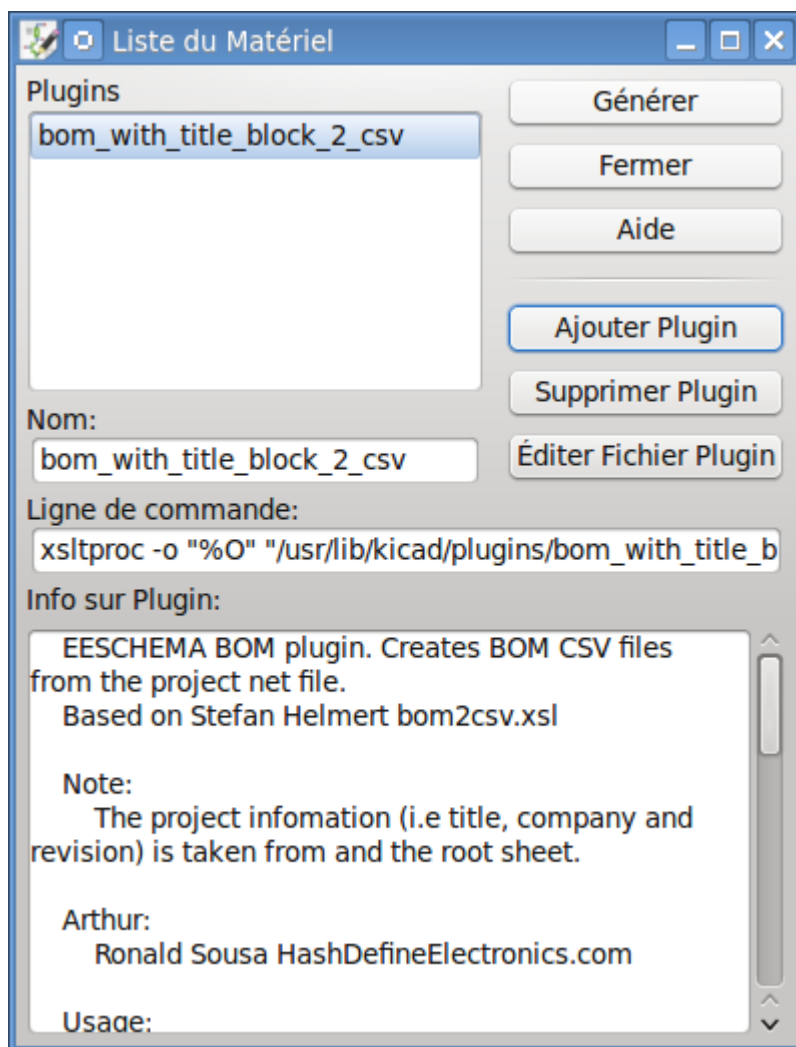 Liste du Matériel
Plugins
bom_with_title_block_2_csv
Générer
Fermer
Aide
Ajouter Plugin
Supprimer Plugin
Éditer Fichier Plugin
Nom:
bom_with_title_block_2_csv
Ligne de commande:
xsltproc -o "%O" "/usr/lib/kicad/plugins/bom_with_title_b
Info sur Plugin:
EESCHEMA BOM plugin. Creates BOM CSV files
from the project net file.
Based on Stefan Helmert bom2csv.xsl
Note:
The project infomation (i.e title, company and
revision) is taken from and the root sheet.
Arthur:
Ronald Sousa HashDefineElectronics.com
Usage: